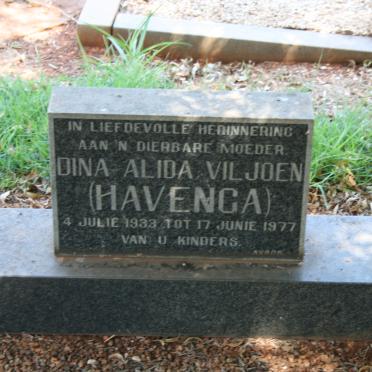 IN LIEFDEVOLLE HERINNERING
AAN 'N DIERBARE MOEDER
DINA ALIDA VILJOEN
(HAVENGA)
4 JULIE 1933 TOT 17 JUNIE 1977
VAN U KINDERS.